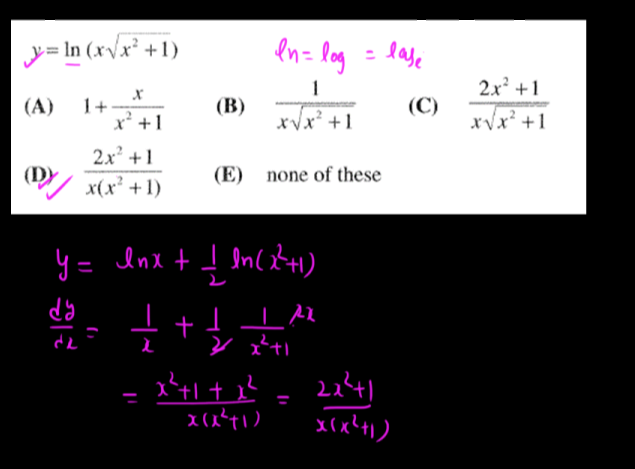 y = ln (x√x² +1)
ln = log = logₑ
(A) 1 + x/(x² +1) (B) 1/(x√x² +1) (C) (2x² +1)/(x√x² +1)
(D) (2x² +1)/(x(x² +1)) (E) none of these
y = lnx + 1/2 ln(x²+1)
dy/dx = 1/x + 1/2 1/(x²+1) 2x
= (x²+1 + x²)/(x(x²+1)) = (2x²+1)/(x(x²+1))